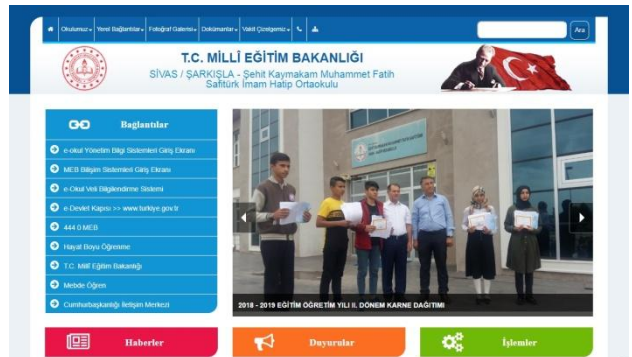 Okulumuz Yerel Bağlantılar Fotoğraf Galerisi Dokümanlar Vakit Çizelgemiz
Ara
T.C. MİLLÎ EĞİTİM BAKANLIĞI
SİVAS / ŞARKIŞLA - Şehit Kaymakam Muhammet Fatih
Safitürk İmam Hatip Ortaokulu
Bağlantılar
e-okul Yönetim Bilgi Sistemleri Giriş Ekranı
MEB Bilişim Sistemleri Giriş Ekranı
e-Okul Veli Bilgilendirme Sistemi
e-Devlet Kapısı >> www.turkiye.gov.tr
444 0 MEB
Hayat Boyu Öğrenme
T.C. Millî Eğitim Bakanlığı
Mebde Öğren
Cumhurbaşkanlığı İletişim Merkezi
2018 - 2019 EĞİTİM ÖĞRETİM YILI II. DÖNEM KARNE DAĞITIMI
Haberler
Duyurular
İşlemler